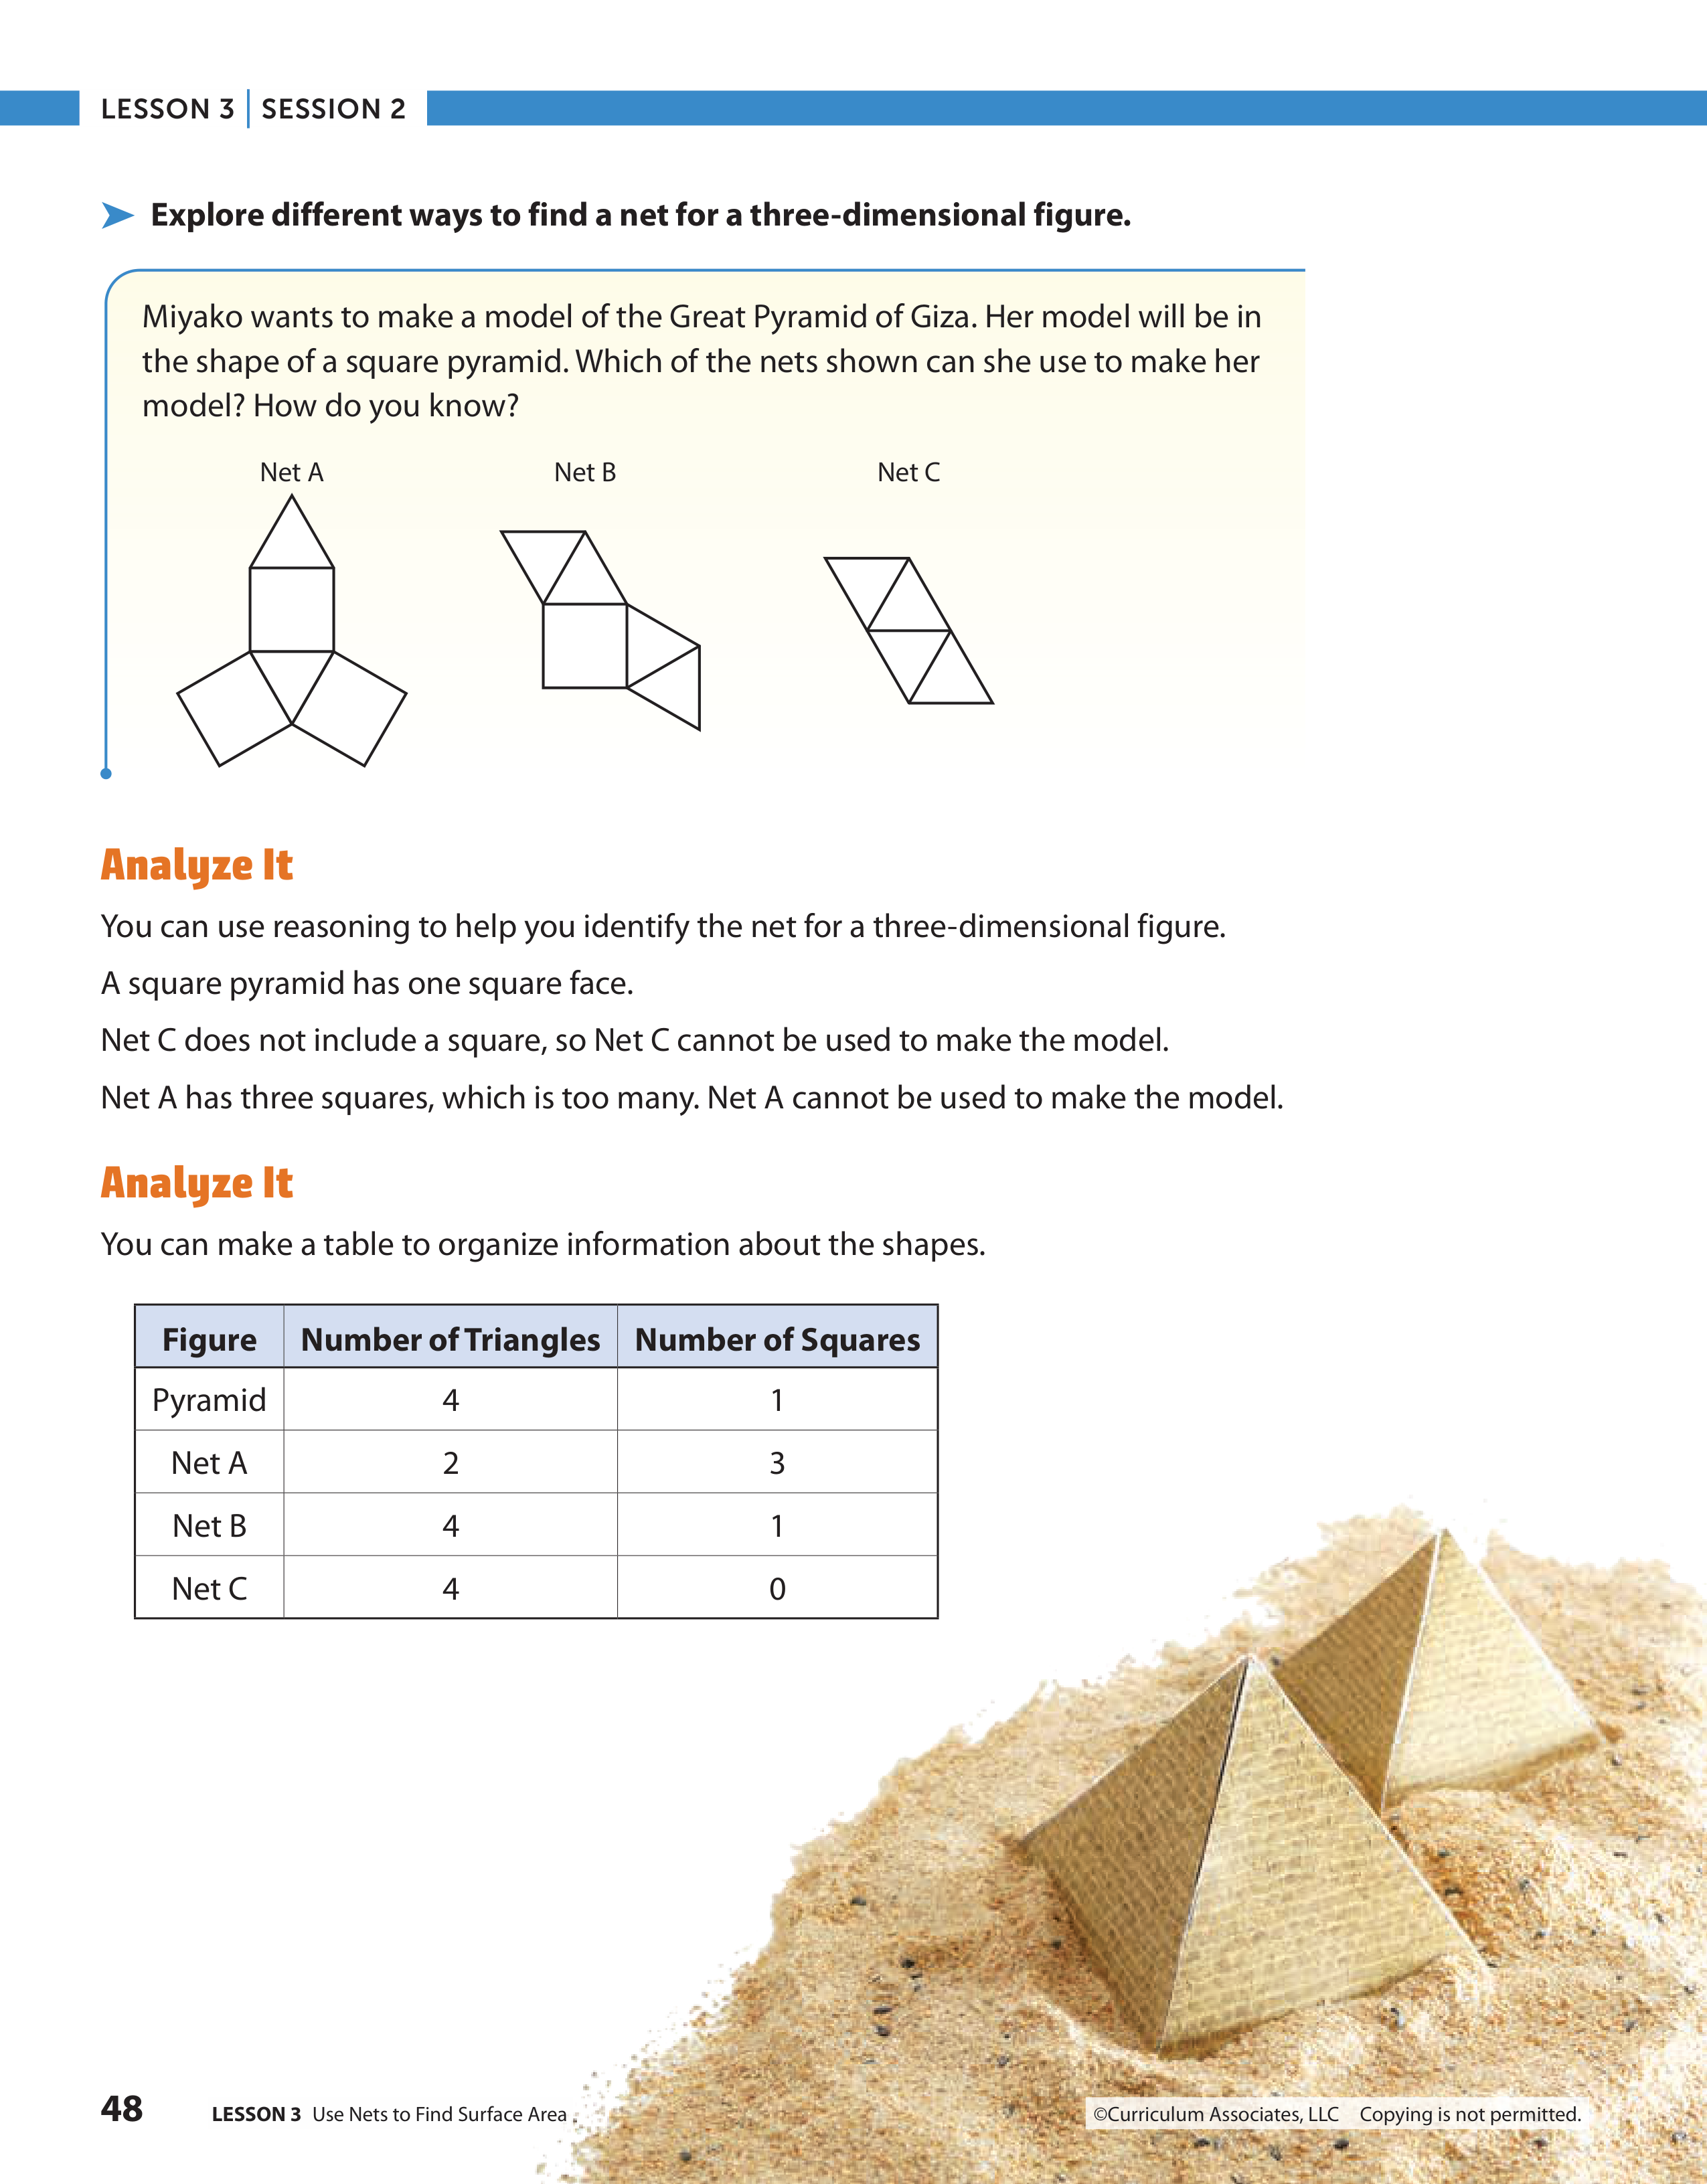 LESSON 3 | SESSION 2
Explore different ways to find a net for a three-dimensional figure.
Miyako wants to make a model of the Great Pyramid of Giza. Her model will be in
the shape of a square pyramid. Which of the nets shown can she use to make her
model? How do you know?
Net A
Net B
Net C
Analyze It
You can use reasoning to help you identify the net for a three-dimensional figure.
A square pyramid has one square face.
Net C does not include a square, so Net C cannot be used to make the model.
Net A has three squares, which is too many. Net A cannot be used to make the model.
Analyze It
You can make a table to organize information about the shapes.
Figure Number of Triangles Number of Squares
Pyramid 4 1
Net A 2 3
Net B 4 1
Net C 4 0
48 LESSON 3 Use Nets to Find Surface Area ©Curriculum Associates, LLC Copying is not permitted.